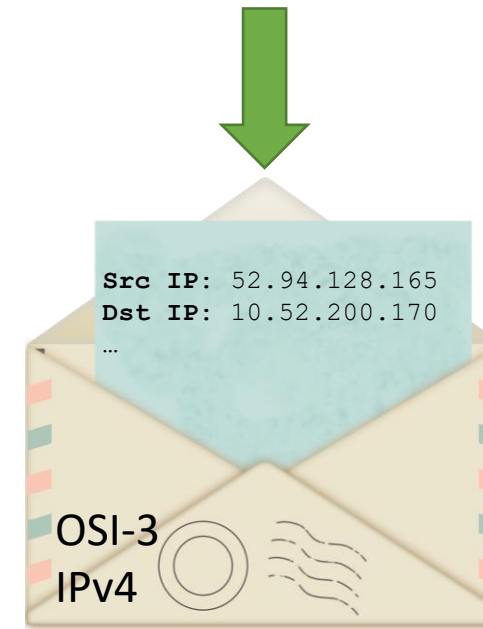 Src IP: 52.94.128.165
Dst IP: 10.52.200.170
…
OSI-3
IPv4